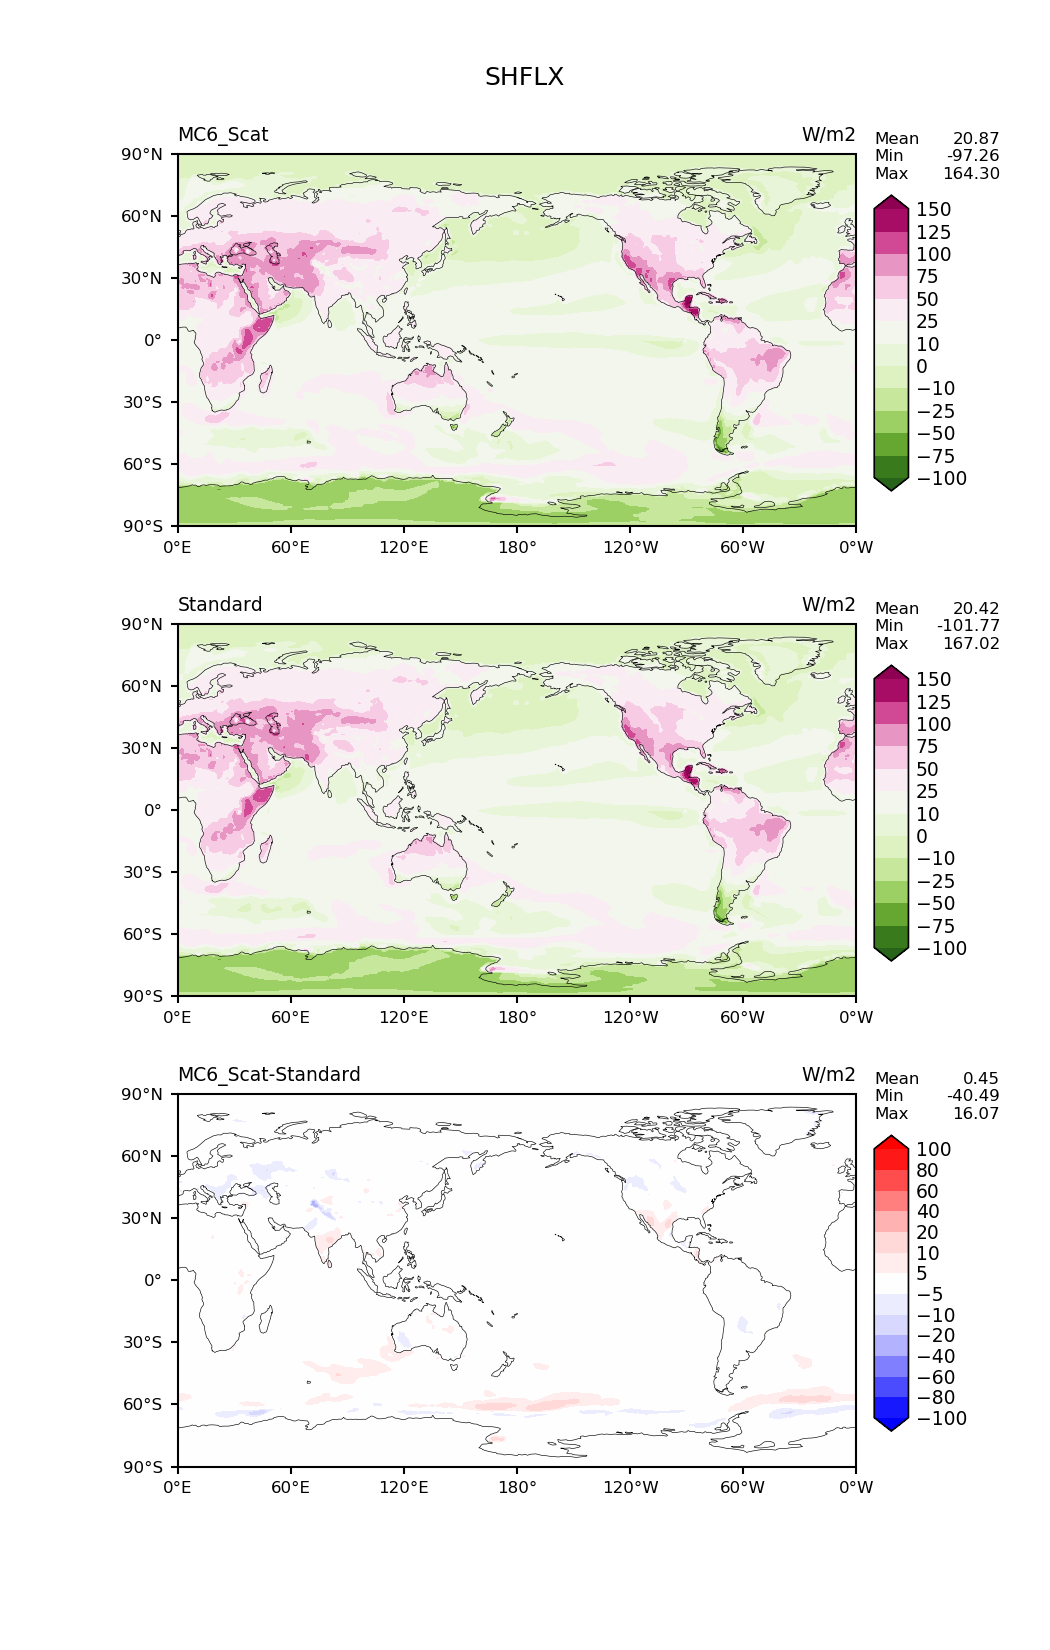 SHFLX
MC6_Scat W/m2
Mean 20.87
Min -97.26
Max 164.30
90°N
60°N
30°N
0°
30°S
60°S
90°S
0°E 60°E 120°E 180° 120°W 60°W 0°W
150
125
100
75
50
25
10
0
−10
−25
−50
−75
−100
Standard W/m2
Mean 20.42
Min -101.77
Max 167.02
90°N
60°N
30°N
0°
30°S
60°S
90°S
0°E 60°E 120°E 180° 120°W 60°W 0°W
150
125
100
75
50
25
10
0
−10
−25
−50
−75
−100
MC6_Scat-Standard W/m2
Mean 0.45
Min -40.49
Max 16.07
90°N
60°N
30°N
0°
30°S
60°S
90°S
0°E 60°E 120°E 180° 120°W 60°W 0°W
100
80
60
40
20
10
5
−5
−10
−20
−40
−60
−80
−100